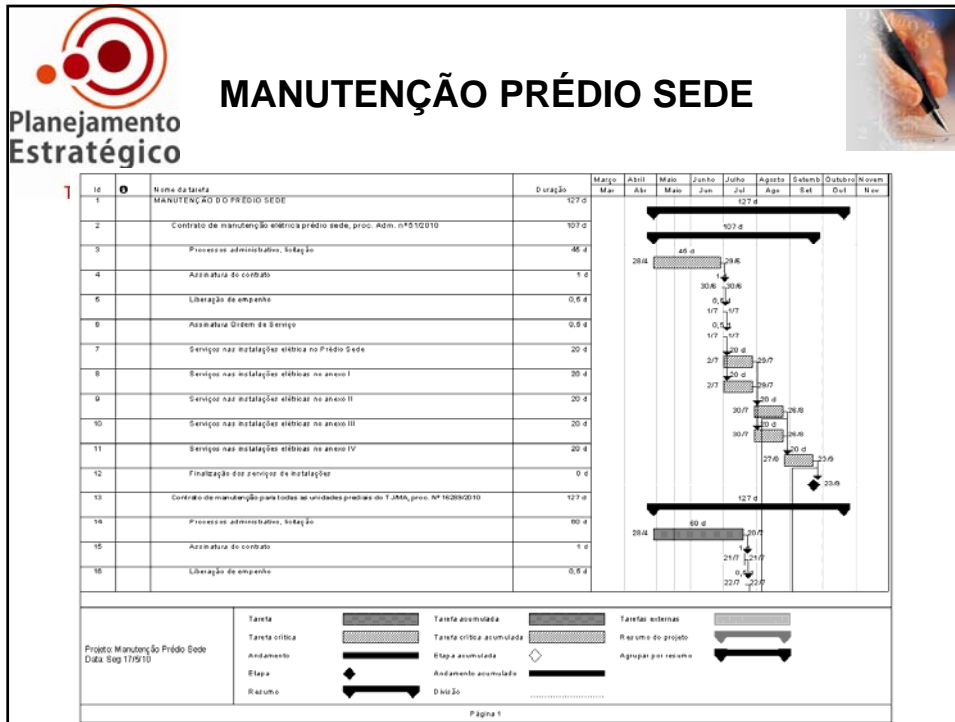 Planejamento
Estratégico
MANUTENÇÃO PRÉDIO SEDE
1
Id Nome da tarefa Duração Março Abril Maio Junho Julho Agosto Setemb Outubro Novem
Mar Abr Maio Jun Jul Ago Set Out Nov
1 MANUTENÇÃO DO PRÉDIO SEDE 127 d 127 d
2 Contrato de manutenção elétrica prédio sede, proc. Adm. nº 51/2010 107 d 107 d
3 Processos administrativo, licitação 45 d 28/4 45 d 29/6
4 Assinatura do contrato 1 d 30/6 30/6
5 Liberação de empenho 0,5 d 0,5 d 1/7 1/7
6 Assinatura Ordem de Serviço 0,5 d 0,5 d 1/7 1/7
7 Serviços nas instalações elétrica no Prédio Sede 20 d 20 d 2/7 29/7
8 Serviços nas instalações elétricas no anexo I 20 d 20 d 2/7 29/7
9 Serviços nas instalações elétricas no anexo II 20 d 20 d 30/7 26/8
10 Serviços nas instalações elétricas no anexo III 20 d 20 d 30/7 26/8
11 Serviços nas instalações elétricas no anexo IV 20 d 20 d 27/8 23/9
12 Finalização dos serviços de instalações 0 d 23/9
13 Contrato de manutenção para todas as unidades prediais do TJ/MA, proc. Nº 16289/2010 127 d 127 d
14 Processos administrativo, licitação 60 d 28/4 60 d 20/7
15 Assinatura do contrato 1 d 21/7 21/7
16 Liberação de empenho 0,5 d 0,5 d 22/7 22/7
Projeto: Manutenção Prédio Sede
Data: Seg 17/5/10
Tarefa Tarefa acumulada Tarefas externas
Tarefa crítica Tarefa crítica acumulada Resumo do projeto
Andamento Etapa acumulada Agrupar por resumo
Etapa Andamento acumulado
Resumo Divisão
Página 1